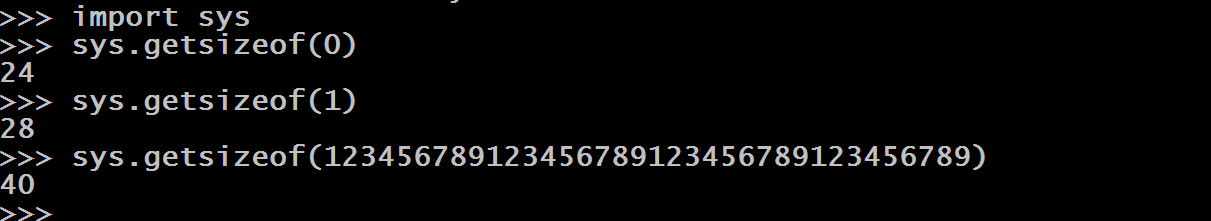 >>> import sys
>>> sys.getsizeof(0)
24
>>> sys.getsizeof(1)
28
>>> sys.getsizeof(123456789123456789123456789123456789)
40
>>>